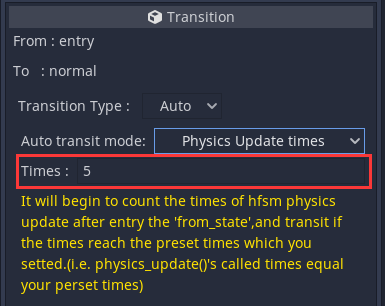 Transition
From : entry
To : normal
Transition Type : Auto
Auto transit mode: Physics Update times
Times : 5
It will begin to count the times of hfsm physics
update after entry the 'from_state',and transit if
the times reach the preset times which you
setted.(i.e. physics_update()'s called times equal
your perset times)